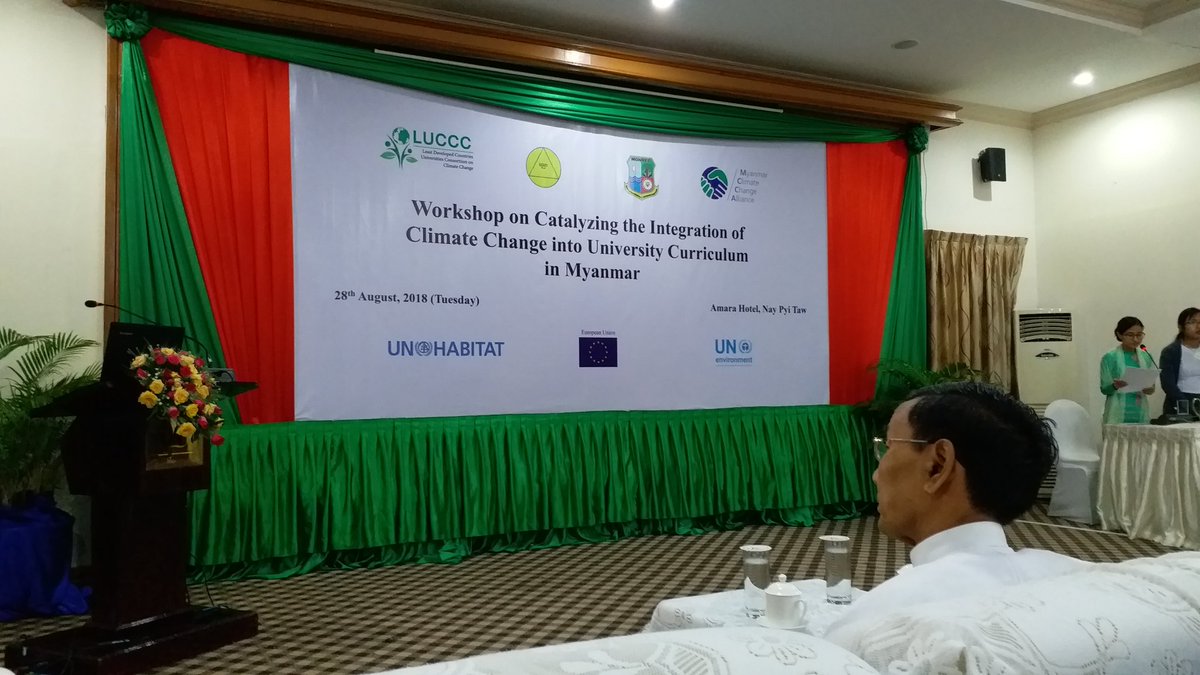 LUCCC
Least Developed Countries
Universities Consortium on
Climate Change
Myanmar
Climate
Change
Alliance
Workshop on Catalyzing the Integration of
Climate Change into University Curriculum
in Myanmar
28th August, 2018 (Tuesday)
Amara Hotel, Nay Pyi Taw
UN HABITAT
European Union
UN
environment